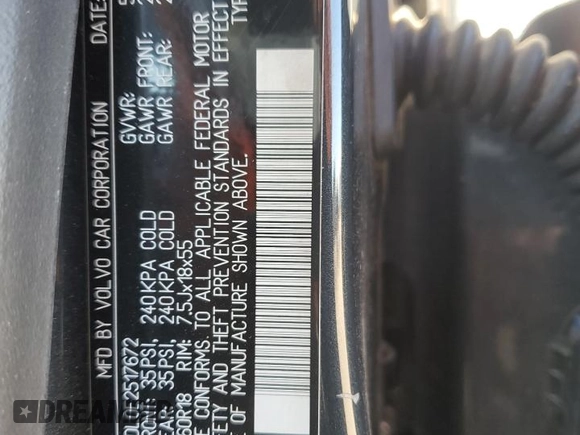 MFD BY VOLVO CAR CORPORATION DATE:
2517672 GVWR:
35PSI, 240KPA COLD GAWR FRONT:
35PSI, 240KPA COLD GAWR REAR:
60R18 RIM: 7.5Jx18x55
CONFORMS TO ALL APPLICABLE FEDERAL MOTOR
AND THEFT PREVENTION STANDARDS IN EFFECT
OF MANUFACTURE SHOWN ABOVE.
DREAM